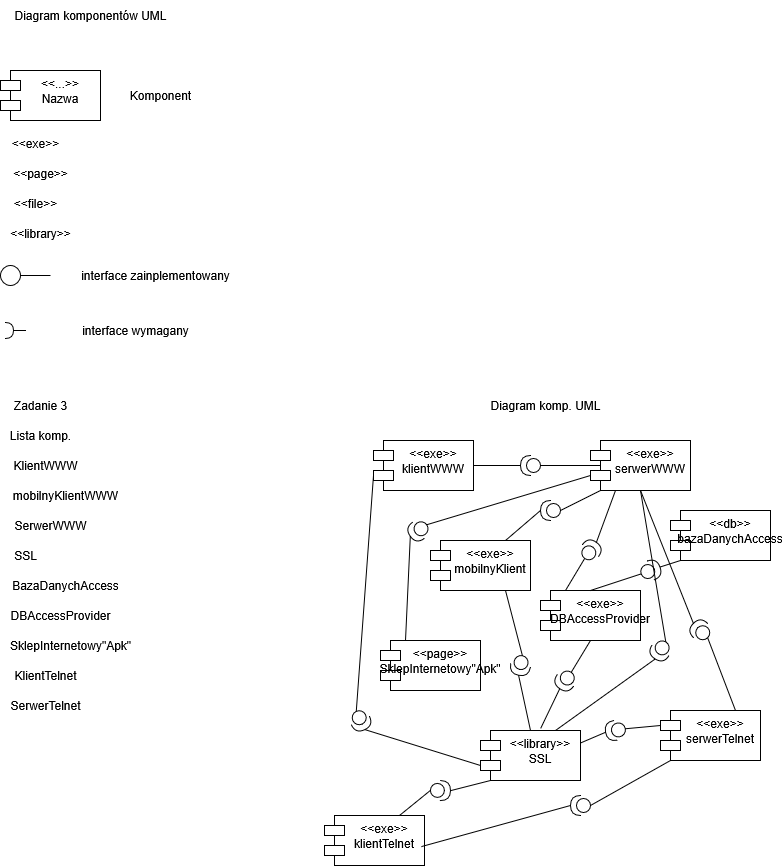 Diagram komponentów UML
<<...>>
Nazwa
Komponent
<<exe>>
<<page>>
<<file>>
<<library>>
interface zainplementowany
interface wymagany
Zadanie 3
Lista komp.
KlientWWW
mobilnyKlientWWW
SerwerWWW
SSL
BazaDanychAccess
DBAccessProvider
SklepInternetowy"Apk"
KlientTelnet
SerwerTelnet
Diagram komp. UML
<<exe>>
klientWWW
<<exe>>
serwerWWW
<<db>>
bazaDanychAccess
<<exe>>
mobilnyKlient
<<exe>>
DBAccessProvider
<<page>>
SklepInternetowy"Apk"
<<exe>>
serwerTelnet
<<library>>
SSL
<<exe>>
klientTelnet